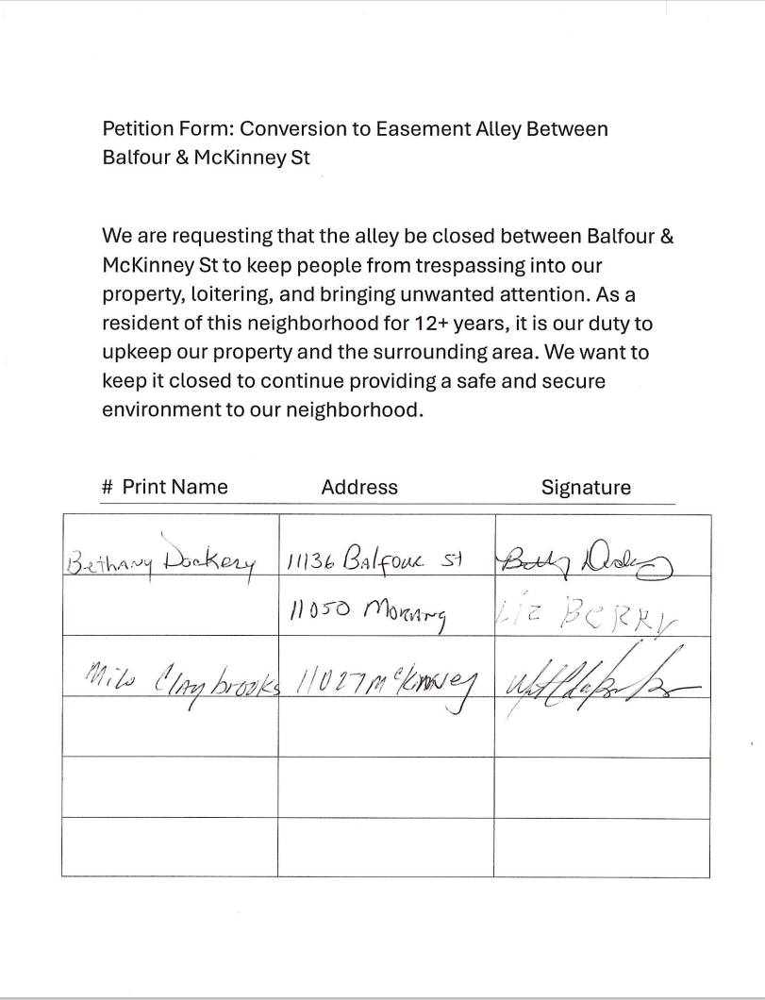 Petition Form: Conversion to Easement Alley Between
Balfour & McKinney St
We are requesting that the alley be closed between Balfour &
McKinney St to keep people from trespassing into our
property, loitering, and bringing unwanted attention. As a
resident of this neighborhood for 12+ years, it is our duty to
upkeep our property and the surrounding area. We want to
keep it closed to continue providing a safe and secure
environment to our neighborhood.
# Print Name Address Signature
Bethany Dockery 11136 Balfour St
11050 Morang Liz BERRY
Milo Claybrooks 11027 McKinney